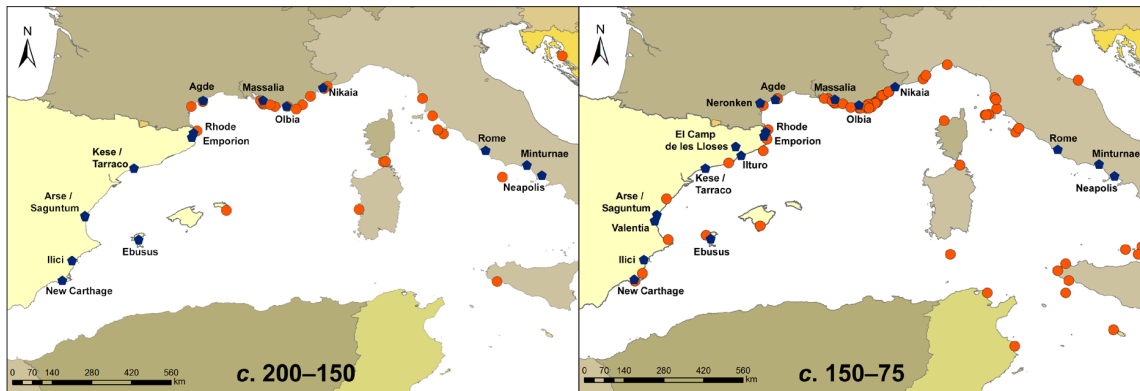 N
Agde
Massalia
Nikaia
Olbia
Rhode
Emporion
Rome
Kese /
Tarraco
Minturnae
Neapolis
Arse /
Saguntum
Ebusus
Ilici
New Carthage
0 70 140 280 420 560
km
c. 200–150
N
Agde
Massalia
Nikaia
Neronken
Olbia
Rhode
El Camp
de les Lloses
Emporion
Rome
Ilturo
Minturnae
Kese /
Tarraco
Neapolis
Arse /
Saguntum
Valentia
Ebusus
Ilici
New Carthage
0 70 140 280 420 560
km
c. 150–75